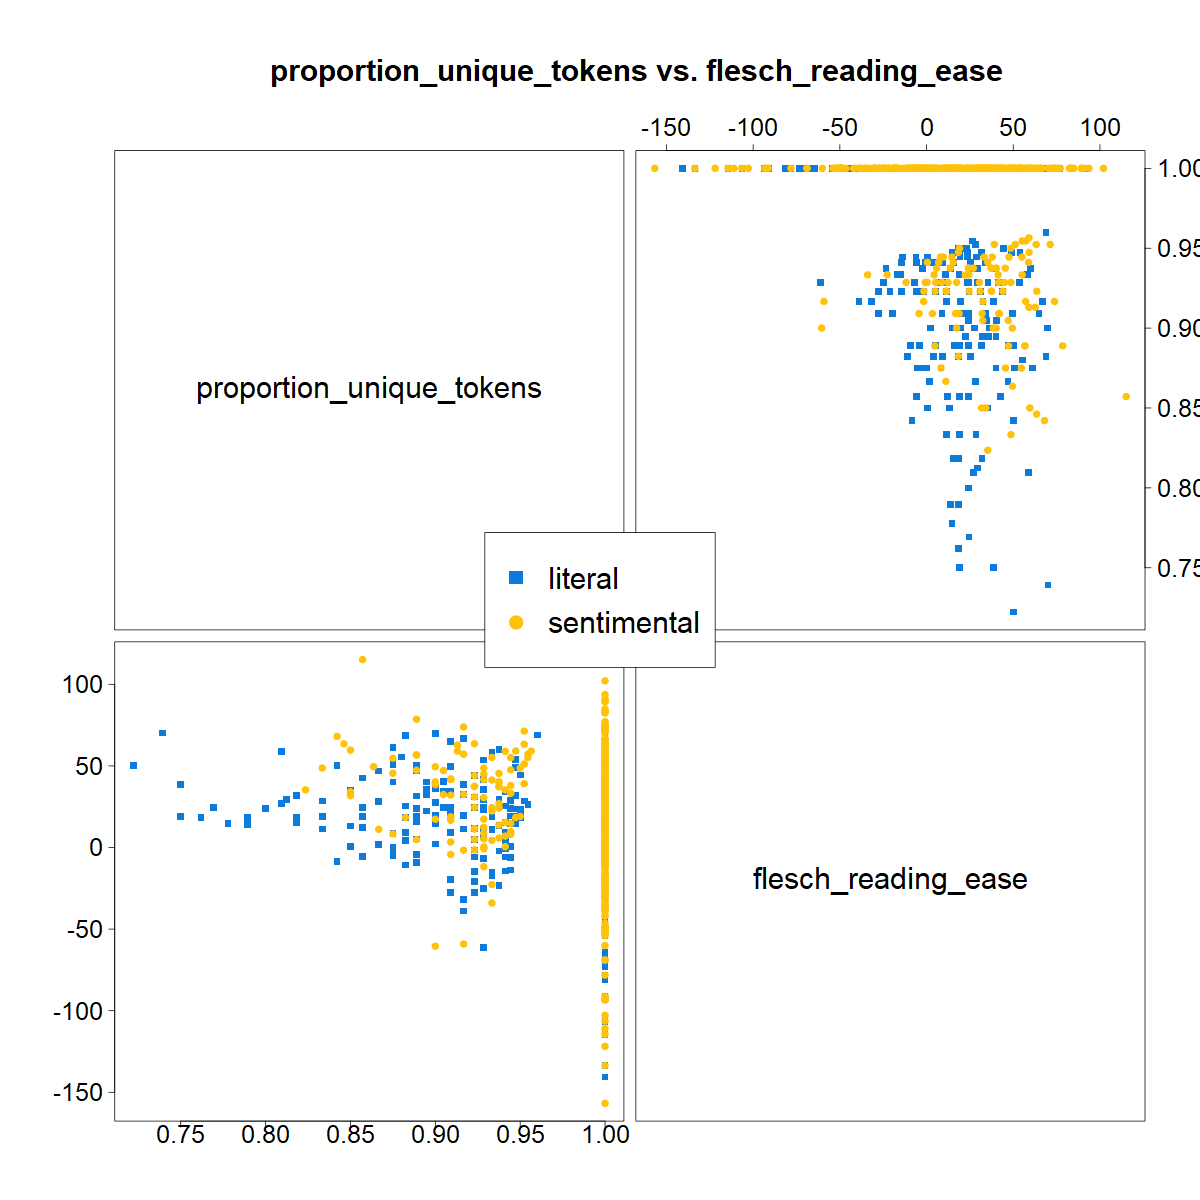 proportion_unique_tokens vs. flesch_reading_ease
-150 -100 -50 0 50 100
1.00
0.95
0.90
0.85
0.80
0.75
proportion_unique_tokens
literal
sentimental
100
50
0
-50
-100
-150
flesch_reading_ease
0.75 0.80 0.85 0.90 0.95 1.00